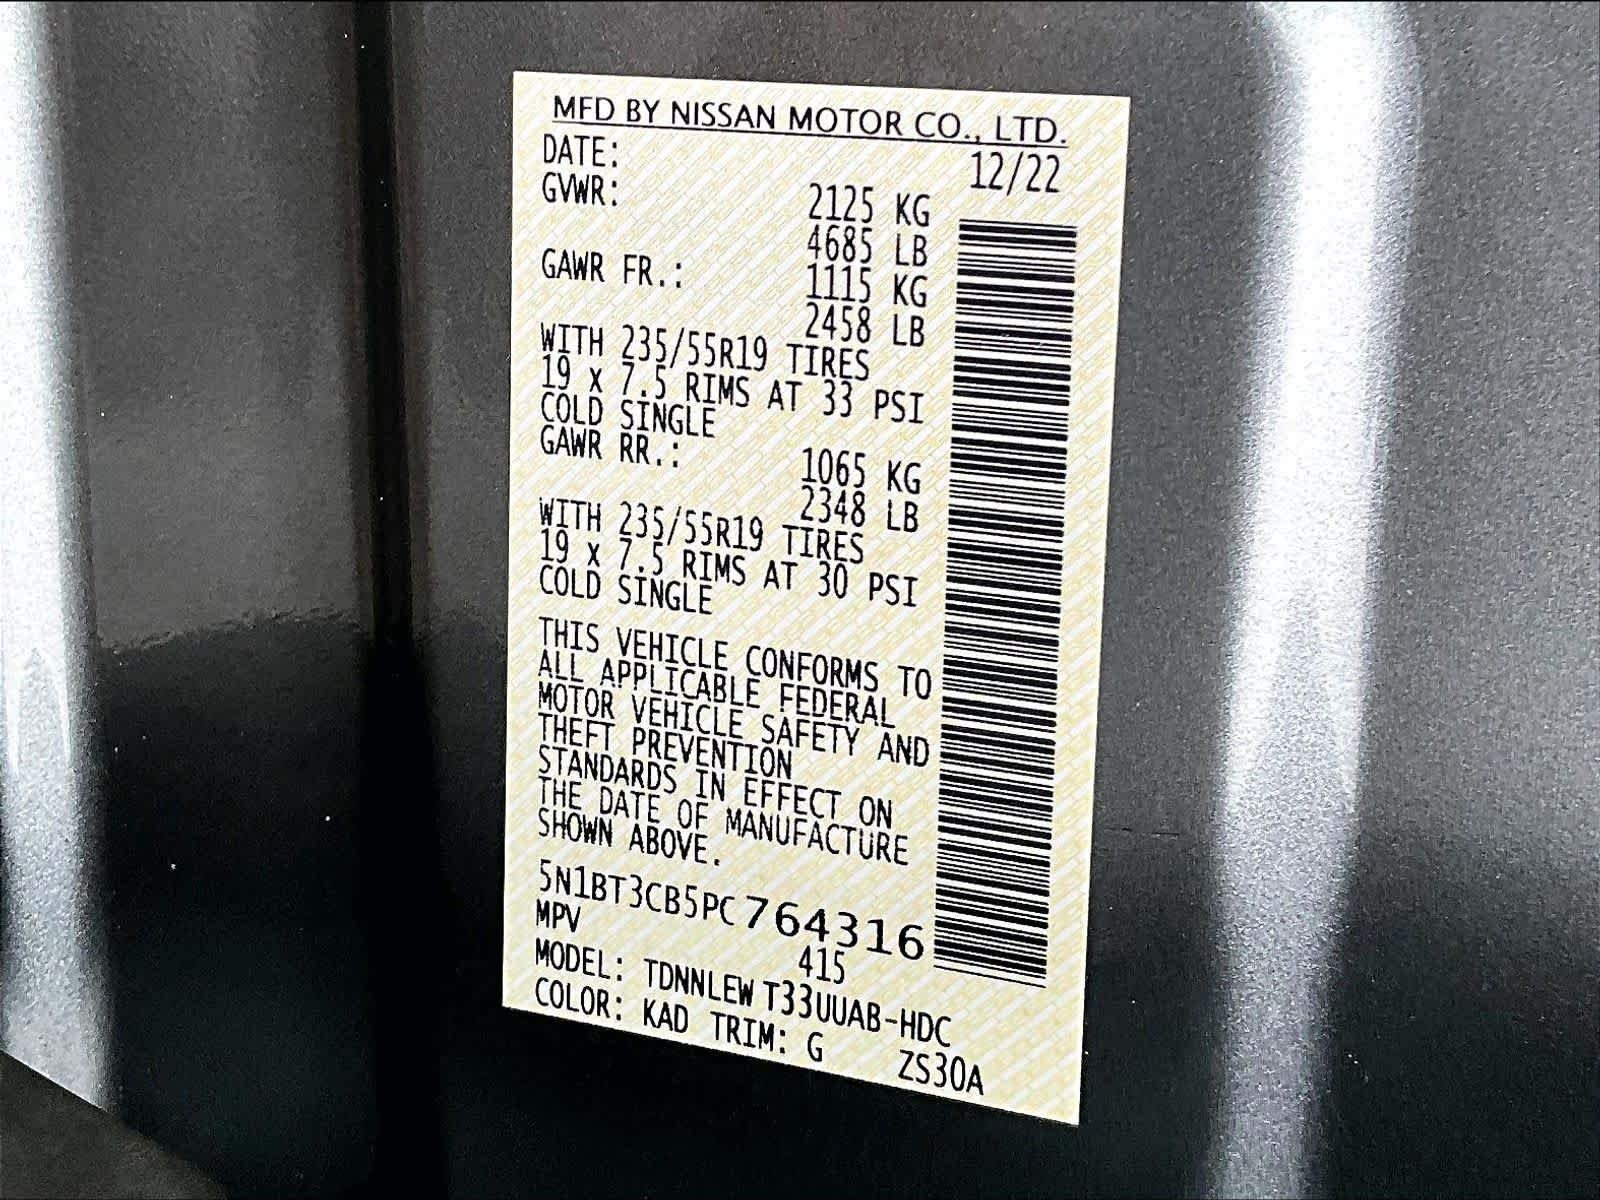 MFD BY NISSAN MOTOR CO., LTD.
DATE: 12/22
GVWR: 2125 KG
4685 LB
GAWR FR.: 1115 KG
2458 LB
WITH 235/55R19 TIRES
19 x 7.5 RIMS AT 33 PSI
COLD SINGLE
GAWR RR.: 1065 KG
2348 LB
WITH 235/55R19 TIRES
19 x 7.5 RIMS AT 30 PSI
COLD SINGLE
THIS VEHICLE CONFORMS TO
ALL APPLICABLE FEDERAL
MOTOR VEHICLE SAFETY AND
THEFT PREVENTION
STANDARDS IN EFFECT ON
THE DATE OF MANUFACTURE
SHOWN ABOVE.
5N1BT3CB5PC764316
MPV 415
MODEL: TDNNLEW T33UUAB-HDC
COLOR: KAD TRIM: G ZS30A